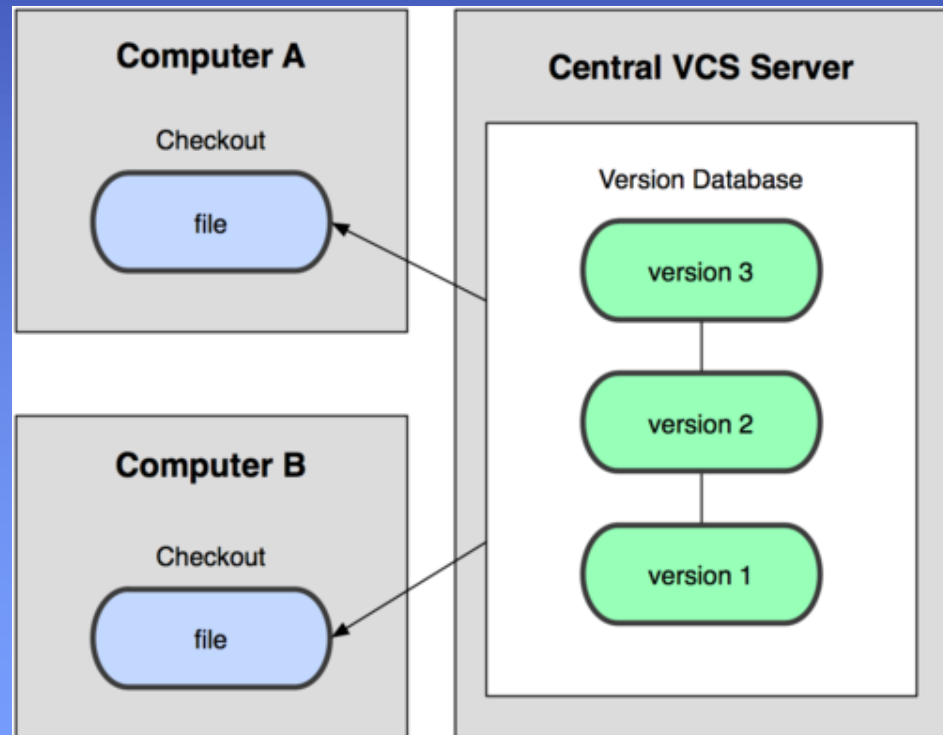 Computer A
Checkout
file
Computer B
Checkout
file
Central VCS Server
Version Database
version 3
version 2
version 1